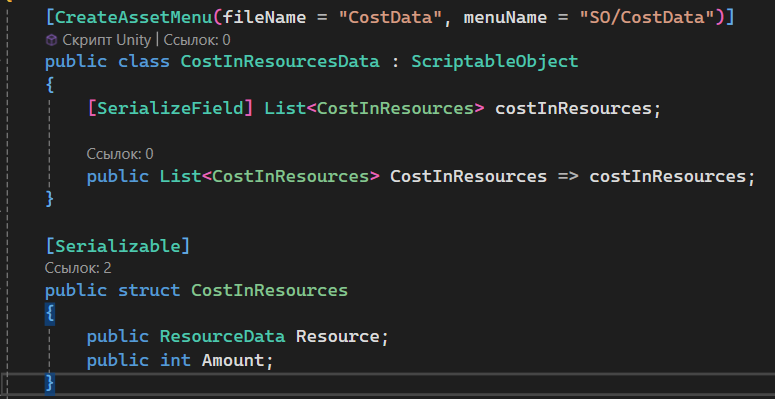 [CreateAssetMenu(fileName = "CostData", menuName = "SO/CostData")]
Скрипт Unity | Ссылок: 0
public class CostInResourcesData : ScriptableObject
{
[SerializeField] List<CostInResources> costInResources;
Ссылок: 0
public List<CostInResources> CostInResources => costInResources;
}
[Serializable]
Ссылок: 2
public struct CostInResources
{
public ResourceData Resource;
public int Amount;
}